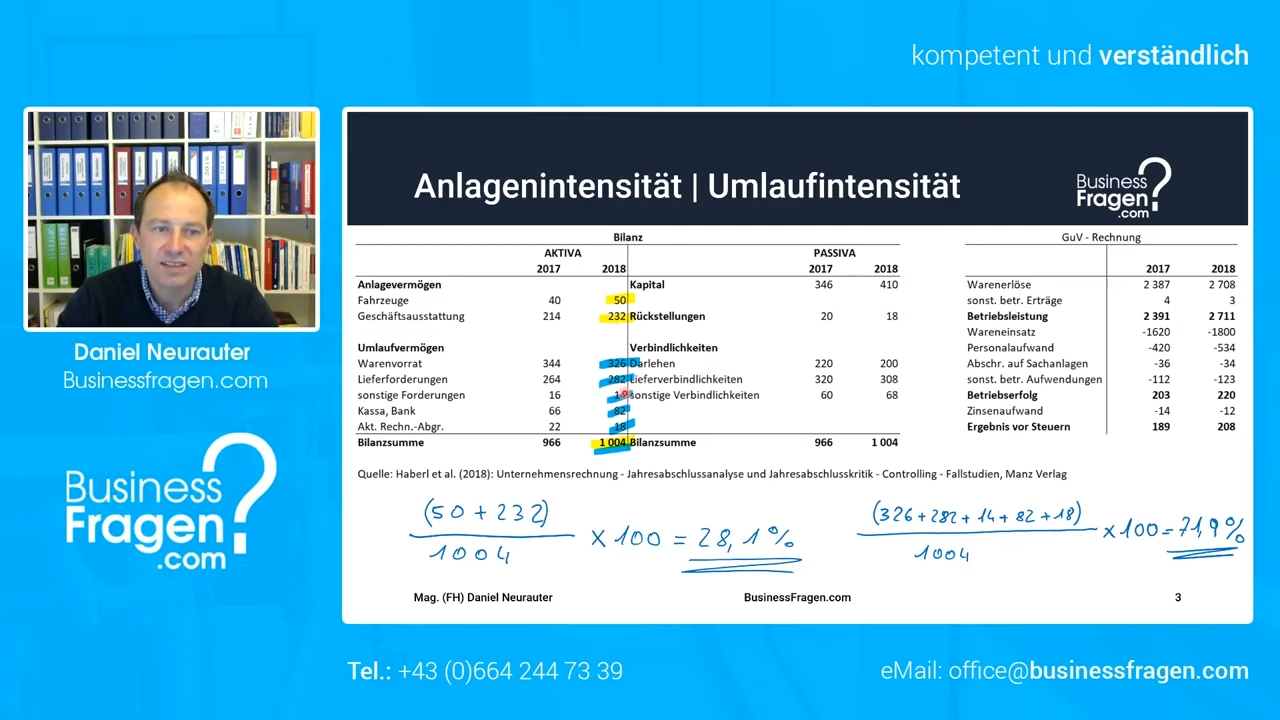 kompetent und verständlich
Anlagenintensität | Umlaufintensität
Business
Fragen
.com
?
Bilanz
AKTIVA PASSIVA
2017 2018 2017 2018
Anlagevermögen Kapital 346 410
Fahrzeuge 40 50
Geschäftsausstattung 214 232 Rückstellungen 20 18
Umlaufvermögen Verbindlichkeiten
Warenvorrat 344 326 Darlehen 220 200
Lieferforderungen 264 282 Lieferverbindlichkeiten 320 308
sonstige Forderungen 16 sonstige Verbindlichkeiten 60 68
Kassa, Bank 66 82
Akt. Rechn.-Abgr. 22 18
Bilanzsumme 966 1 004 Bilanzsumme 966 1 004
GuV - Rechnung
2017 2018
Warenerlöse 2 387 2 708
sonst. betr. Erträge 4 3
Betriebsleistung 2 391 2 711
Wareneinsatz -1620 -1800
Personalaufwand -420 -534
Abschr. auf Sachanlagen -36 -34
sonst. betr. Aufwendungen -112 -123
Betriebserfolg 203 220
Zinsenaufwand -14 -12
Ergebnis vor Steuern 189 208
Quelle: Haberl et al. (2018): Unternehmensrechnung - Jahresabschlussanalyse und Jahresabschlusskritik - Controlling - Fallstudien, Manz Verlag
(50+232)
1004
x 100 = 28,1%
(326+282+14+82+18)
1004
x100=71,9%
Mag. (FH) Daniel Neurauter BusinessFragen.com 3
Daniel Neurauter
Businessfragen.com
Business
Fragen
.com
?
Tel.: +43 (0)664 244 73 39 eMail: office@businessfragen.com